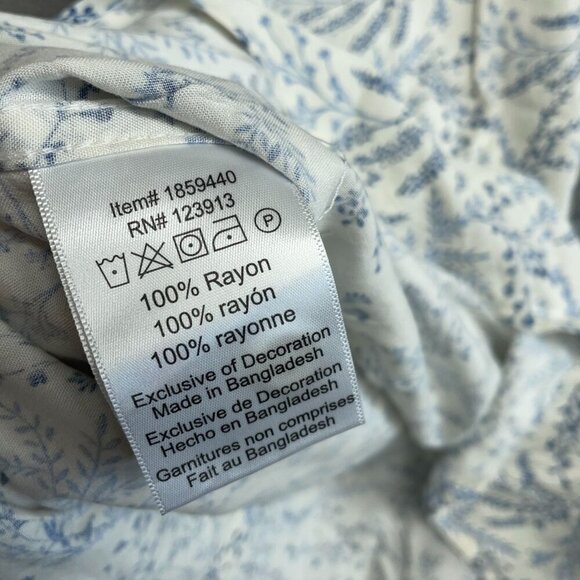 Item# 1859440
RN# 123913
P
100% Rayon
100% rayón
100% rayonne
Exclusive of Decoration
Made in Bangladesh
Exclusive de Decoration
Hecho en Bangladesh
Garnitures non comprises
Fait au Bangladesh